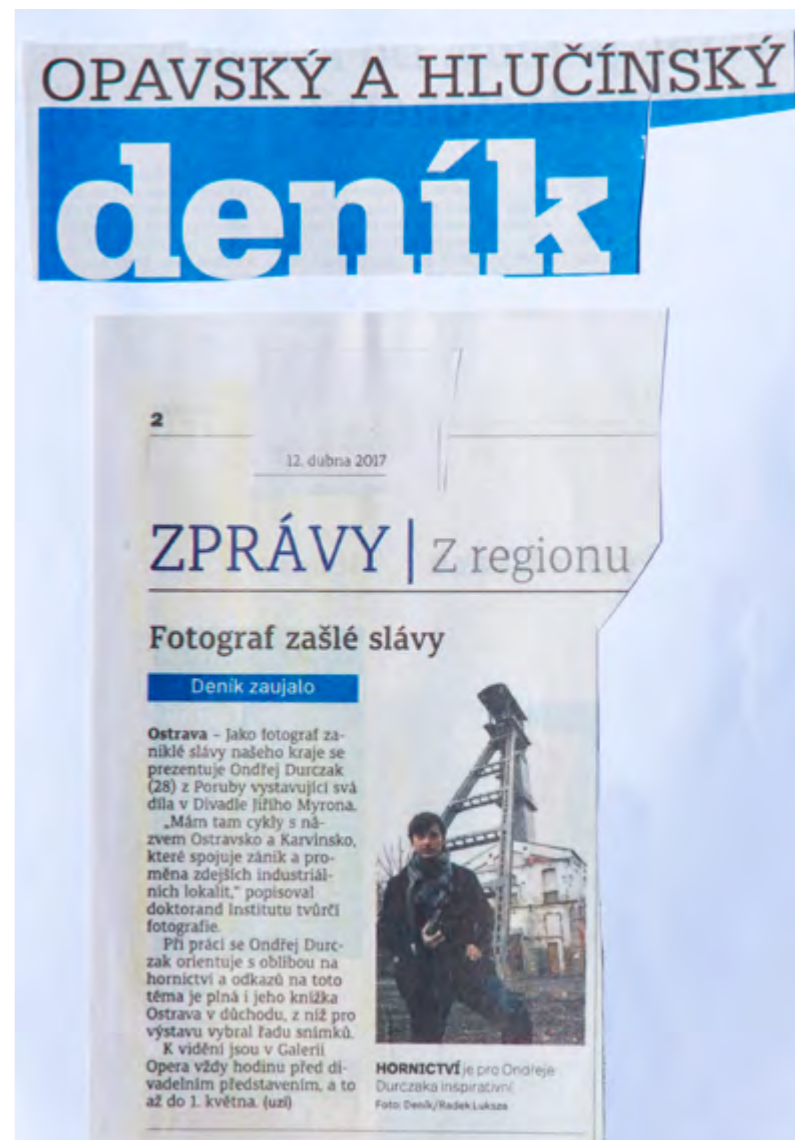 OPAVSKÝ A HLUČÍNSKÝ
deník
2
12. dubna 2017
ZPRÁVY | Z regionu
Fotograf zašlé slávy
Deník zaujalo
Ostrava – Jako fotograf za-
niklé slávy našeho kraje se
prezentuje Ondřej Durczak
(28) z Poruby vystavující svá
díla v Divadle Jiřího Myrona.
„Mám tam cykly s ná-
zvem Ostravsko a Karvinsko,
které spojuje zánik a pro-
měna zdejších industriál-
ních lokalit,“ popisoval
doktorand Institutu tvůrčí
fotografie.
Při práci se Ondřej Durc-
zak orientuje s oblibou na
hornictví a odkazů na toto
téma je plná i jeho knížka
Ostrava v důchodu, z níž pro
výstavu vybral řadu snímků.
K vidění jsou v Galerii
Opera vždy hodinu před di-
vadelním představením, a to
až do 1. května. (uzi)
HORNICTVÍ je pro Ondřeje
Durczaka inspirativní.
Foto: Deník/Radek Luksza